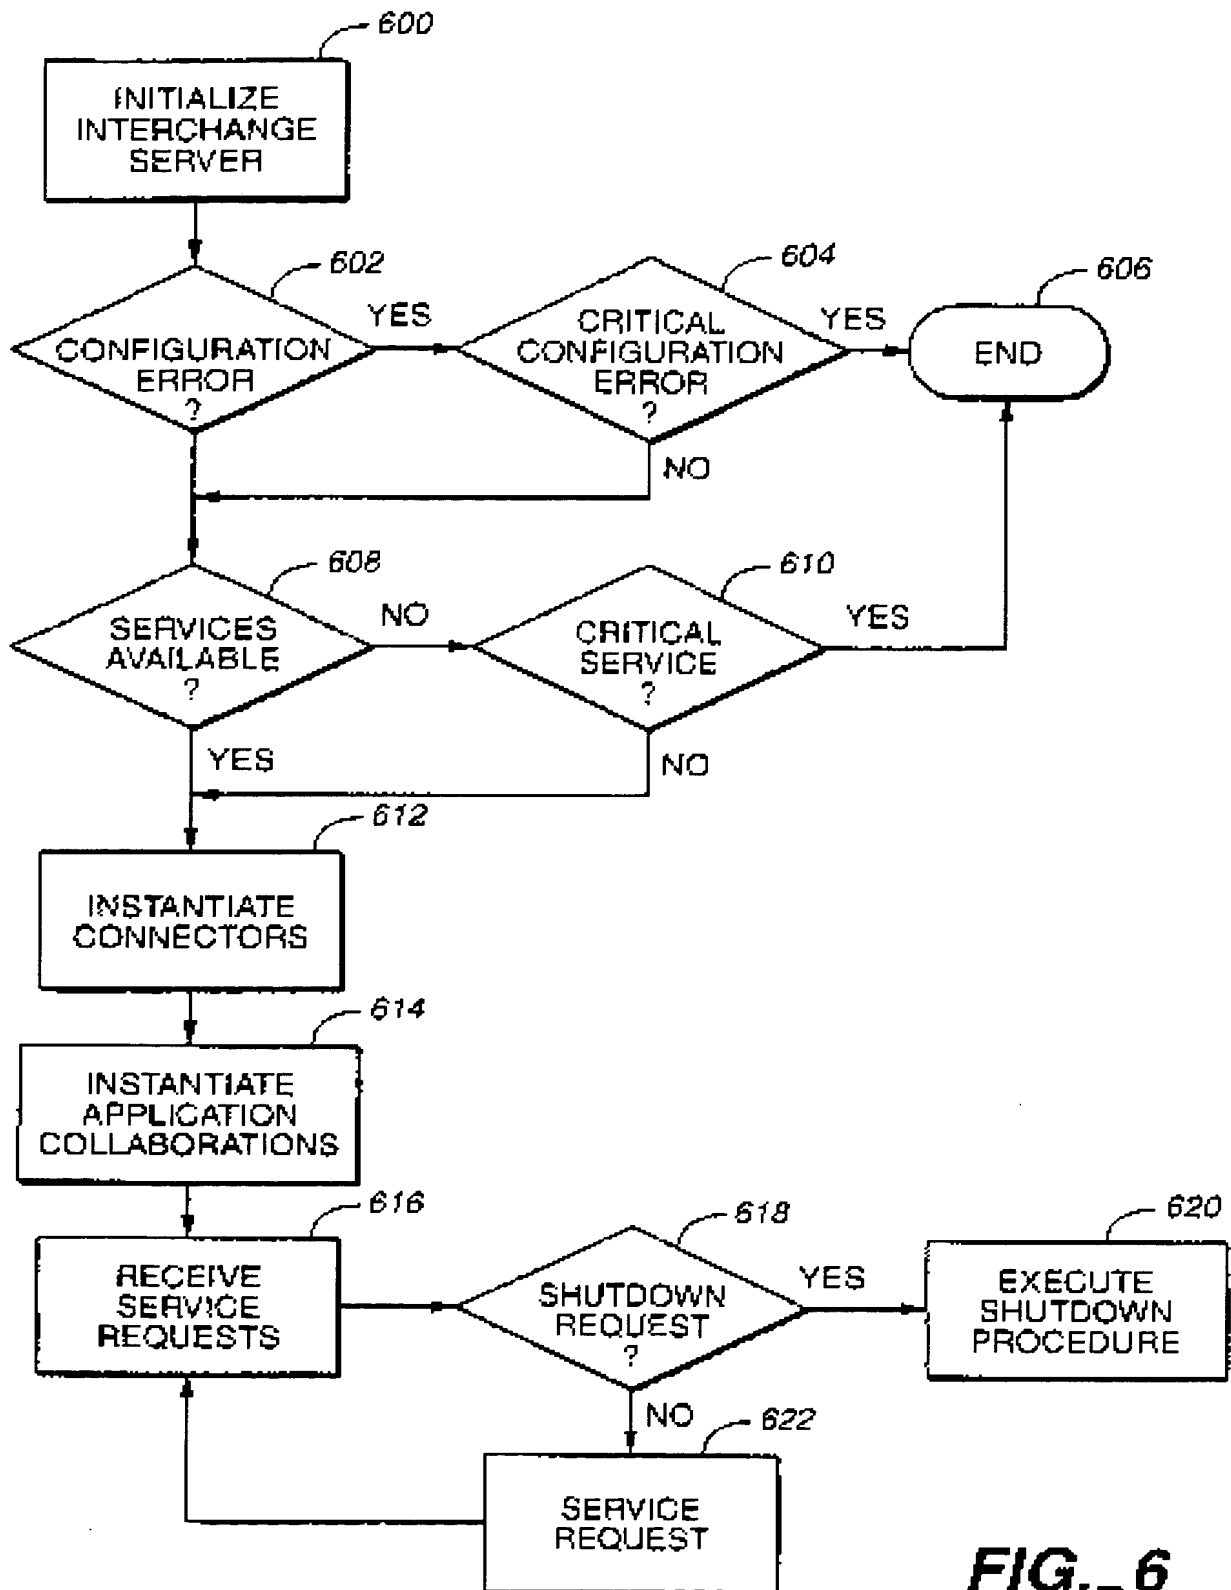 600
INITIALIZE
INTERCHANGE
SERVER
602
CONFIGURATION
ERROR
?
YES
604
CRITICAL
CONFIGURATION
ERROR
?
YES
606
END
NO
608
SERVICES
AVAILABLE
?
NO
610
CRITICAL
SERVICE
?
YES
YES
NO
612
INSTANTIATE
CONNECTORS
614
INSTANTIATE
APPLICATION
COLLABORATIONS
616
RECEIVE
SERVICE
REQUESTS
618
SHUTDOWN
REQUEST
?
YES
620
EXECUTE
SHUTDOWN
PROCEDURE
NO
622
SERVICE
REQUEST
FIG._6